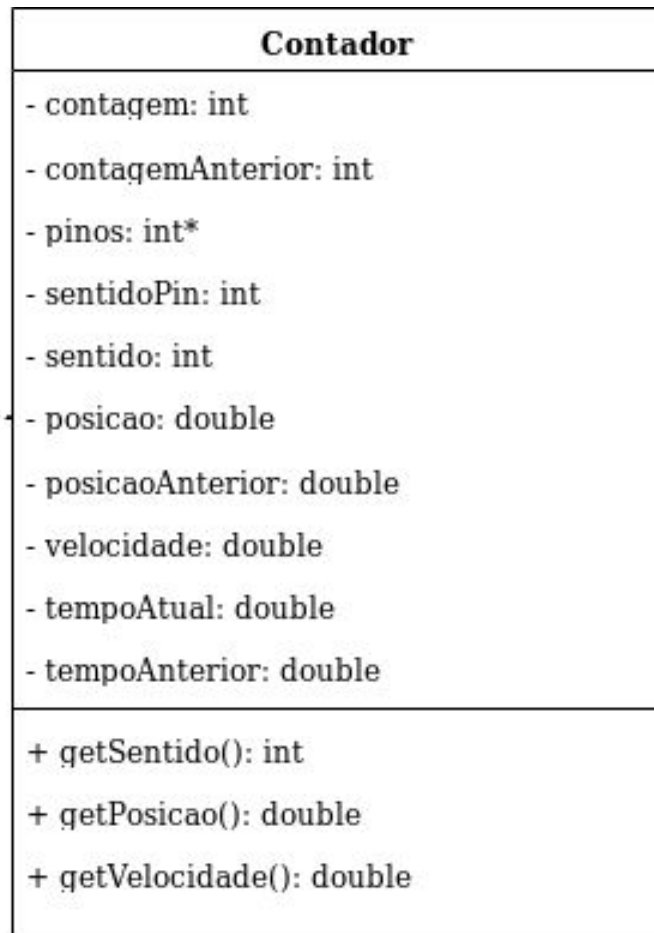 Contador
- contagem: int
- contagemAnterior: int
- pinos: int*
- sentidoPin: int
- sentido: int
- posicao: double
- posicaoAnterior: double
- velocidade: double
- tempoAtual: double
- tempoAnterior: double
+ getSentido(): int
+ getPosicao(): double
+ getVelocidade(): double